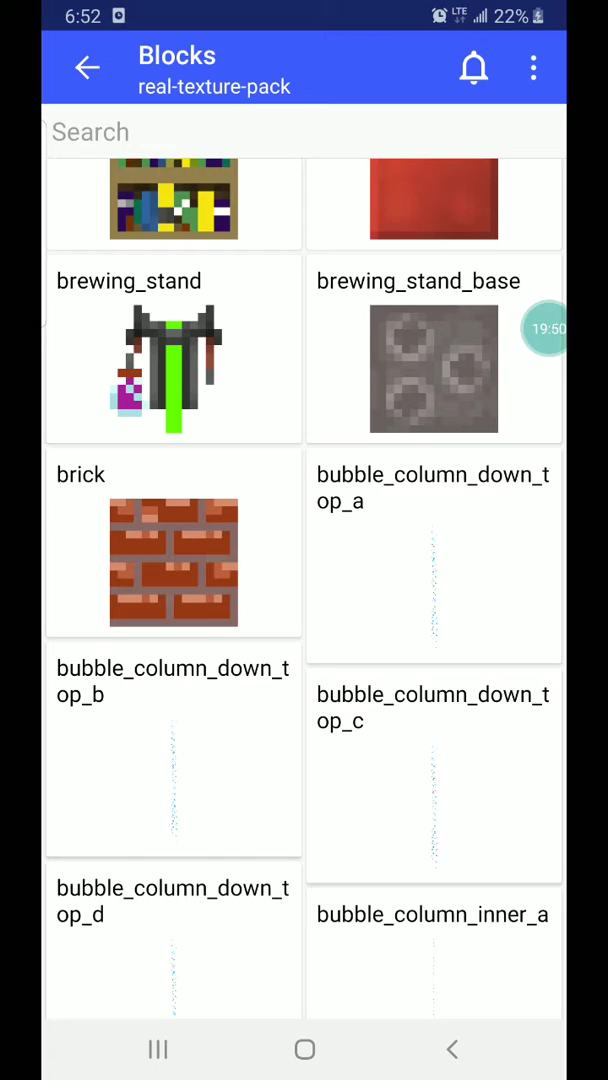 6:52
LTE
22%
Blocks
real-texture-pack
Search
brewing_stand
brewing_stand_base
19:50
brick
bubble_column_down_t
op_a
bubble_column_down_t
op_b
bubble_column_down_t
op_c
bubble_column_down_t
op_d
bubble_column_inner_a